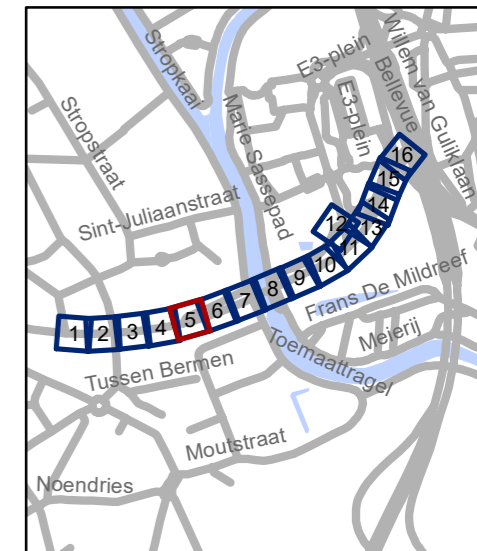 E3-plein
Willem van Guliklaan
Bellevue
Stropkaai
E3-plein
Stropstraat
Marie Sassepad
Sint-Juliaanstraat
16
15
14
13
12
11
10
9
8
7
6
5
4
3
2
1
Frans De Mildreef
Meierij
Toemaattragel
Tussen Bermen
Moutstraat
Noendries